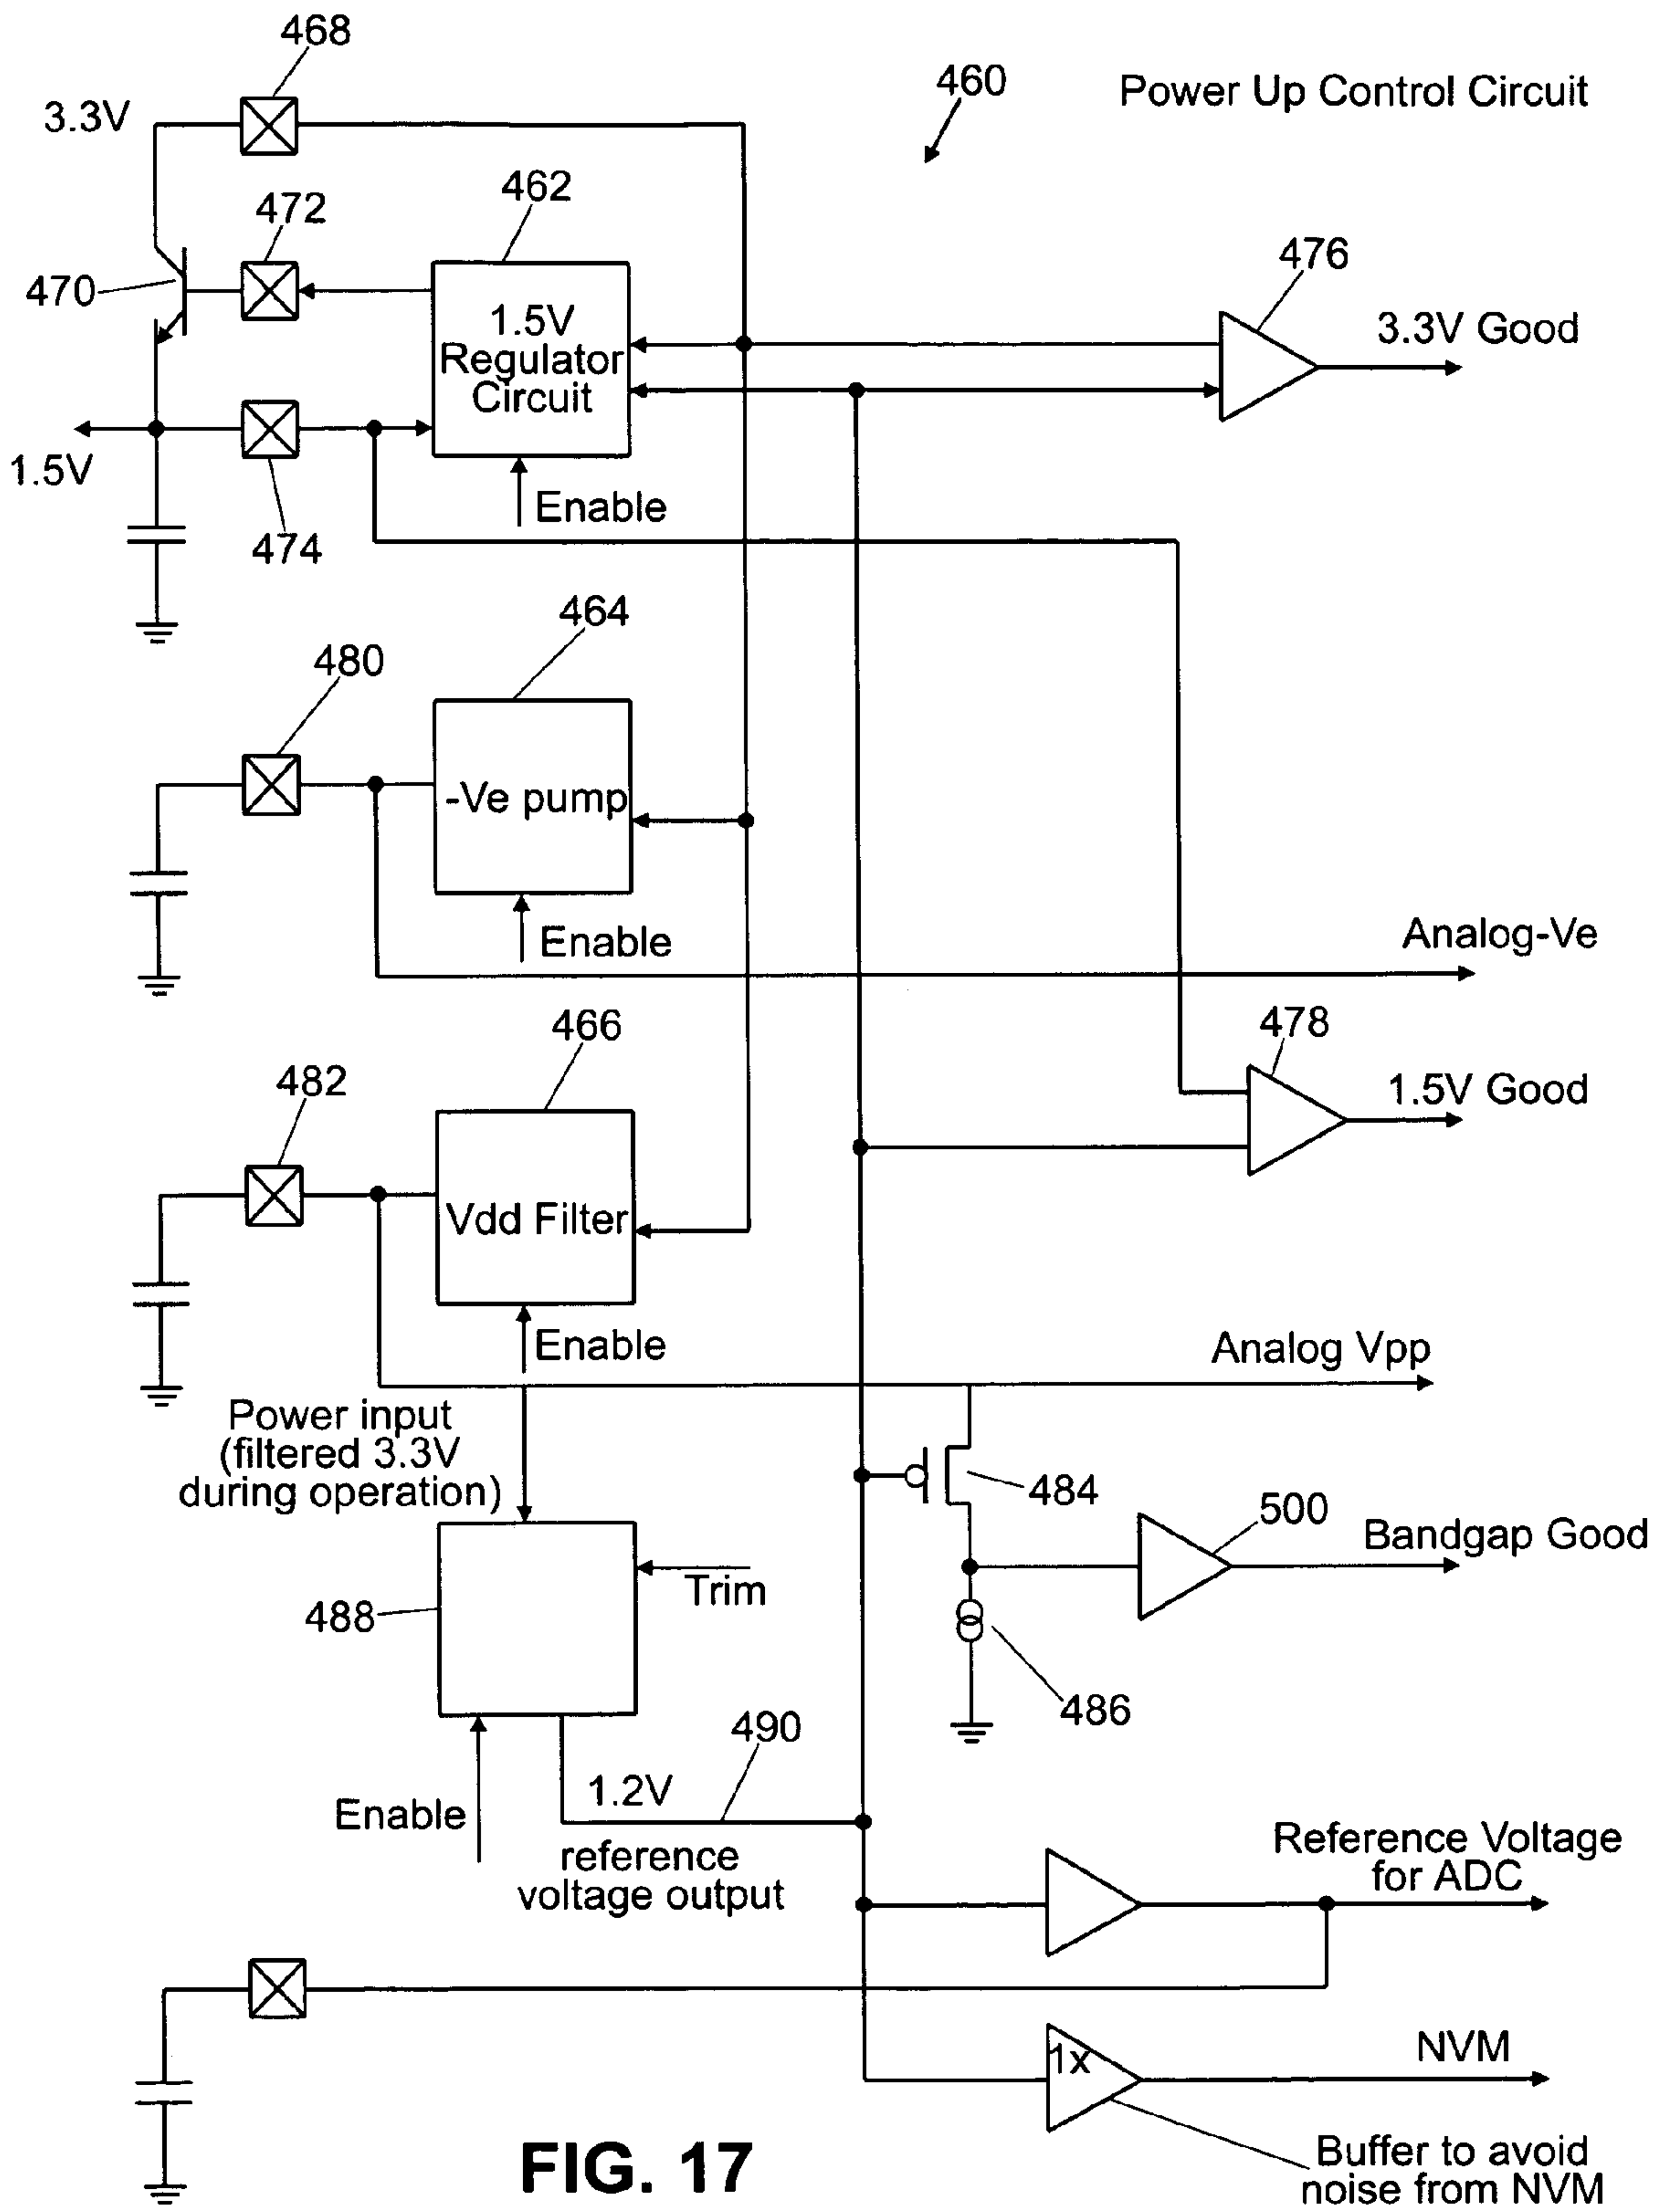 468
460
Power Up Control Circuit
3.3V
472
462
476
470
3.3V Good
1.5V
Regulator
Circuit
1.5V
Enable
474
464
480
-Ve pump
Enable
Analog-Ve
466
478
482
1.5V Good
Vdd Filter
Enable
Analog Vpp
Power input
(filtered 3.3V
during operation)
484
500
Bandgap Good
Trim
488
486
490
1.2V
Enable
reference
voltage output
Reference Voltage
for ADC
1x
NVM
Buffer to avoid
noise from NVM
FIG. 17